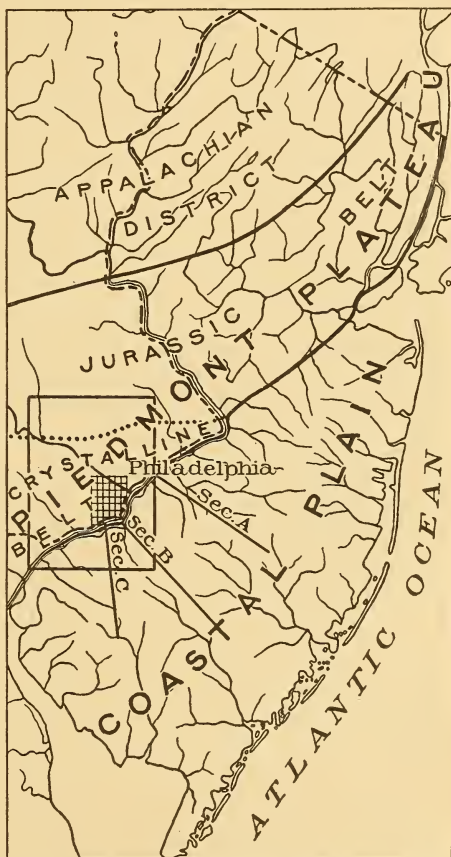 APPALACHIAN
DISTRICT
JURASSIC BELT
PIEDMONT PLATEAU
CRYSTALLINE
BELT
Philadelphia
Sec. A
Sec. B
Sec. C
COASTAL PLAIN
ATLANTIC OCEAN